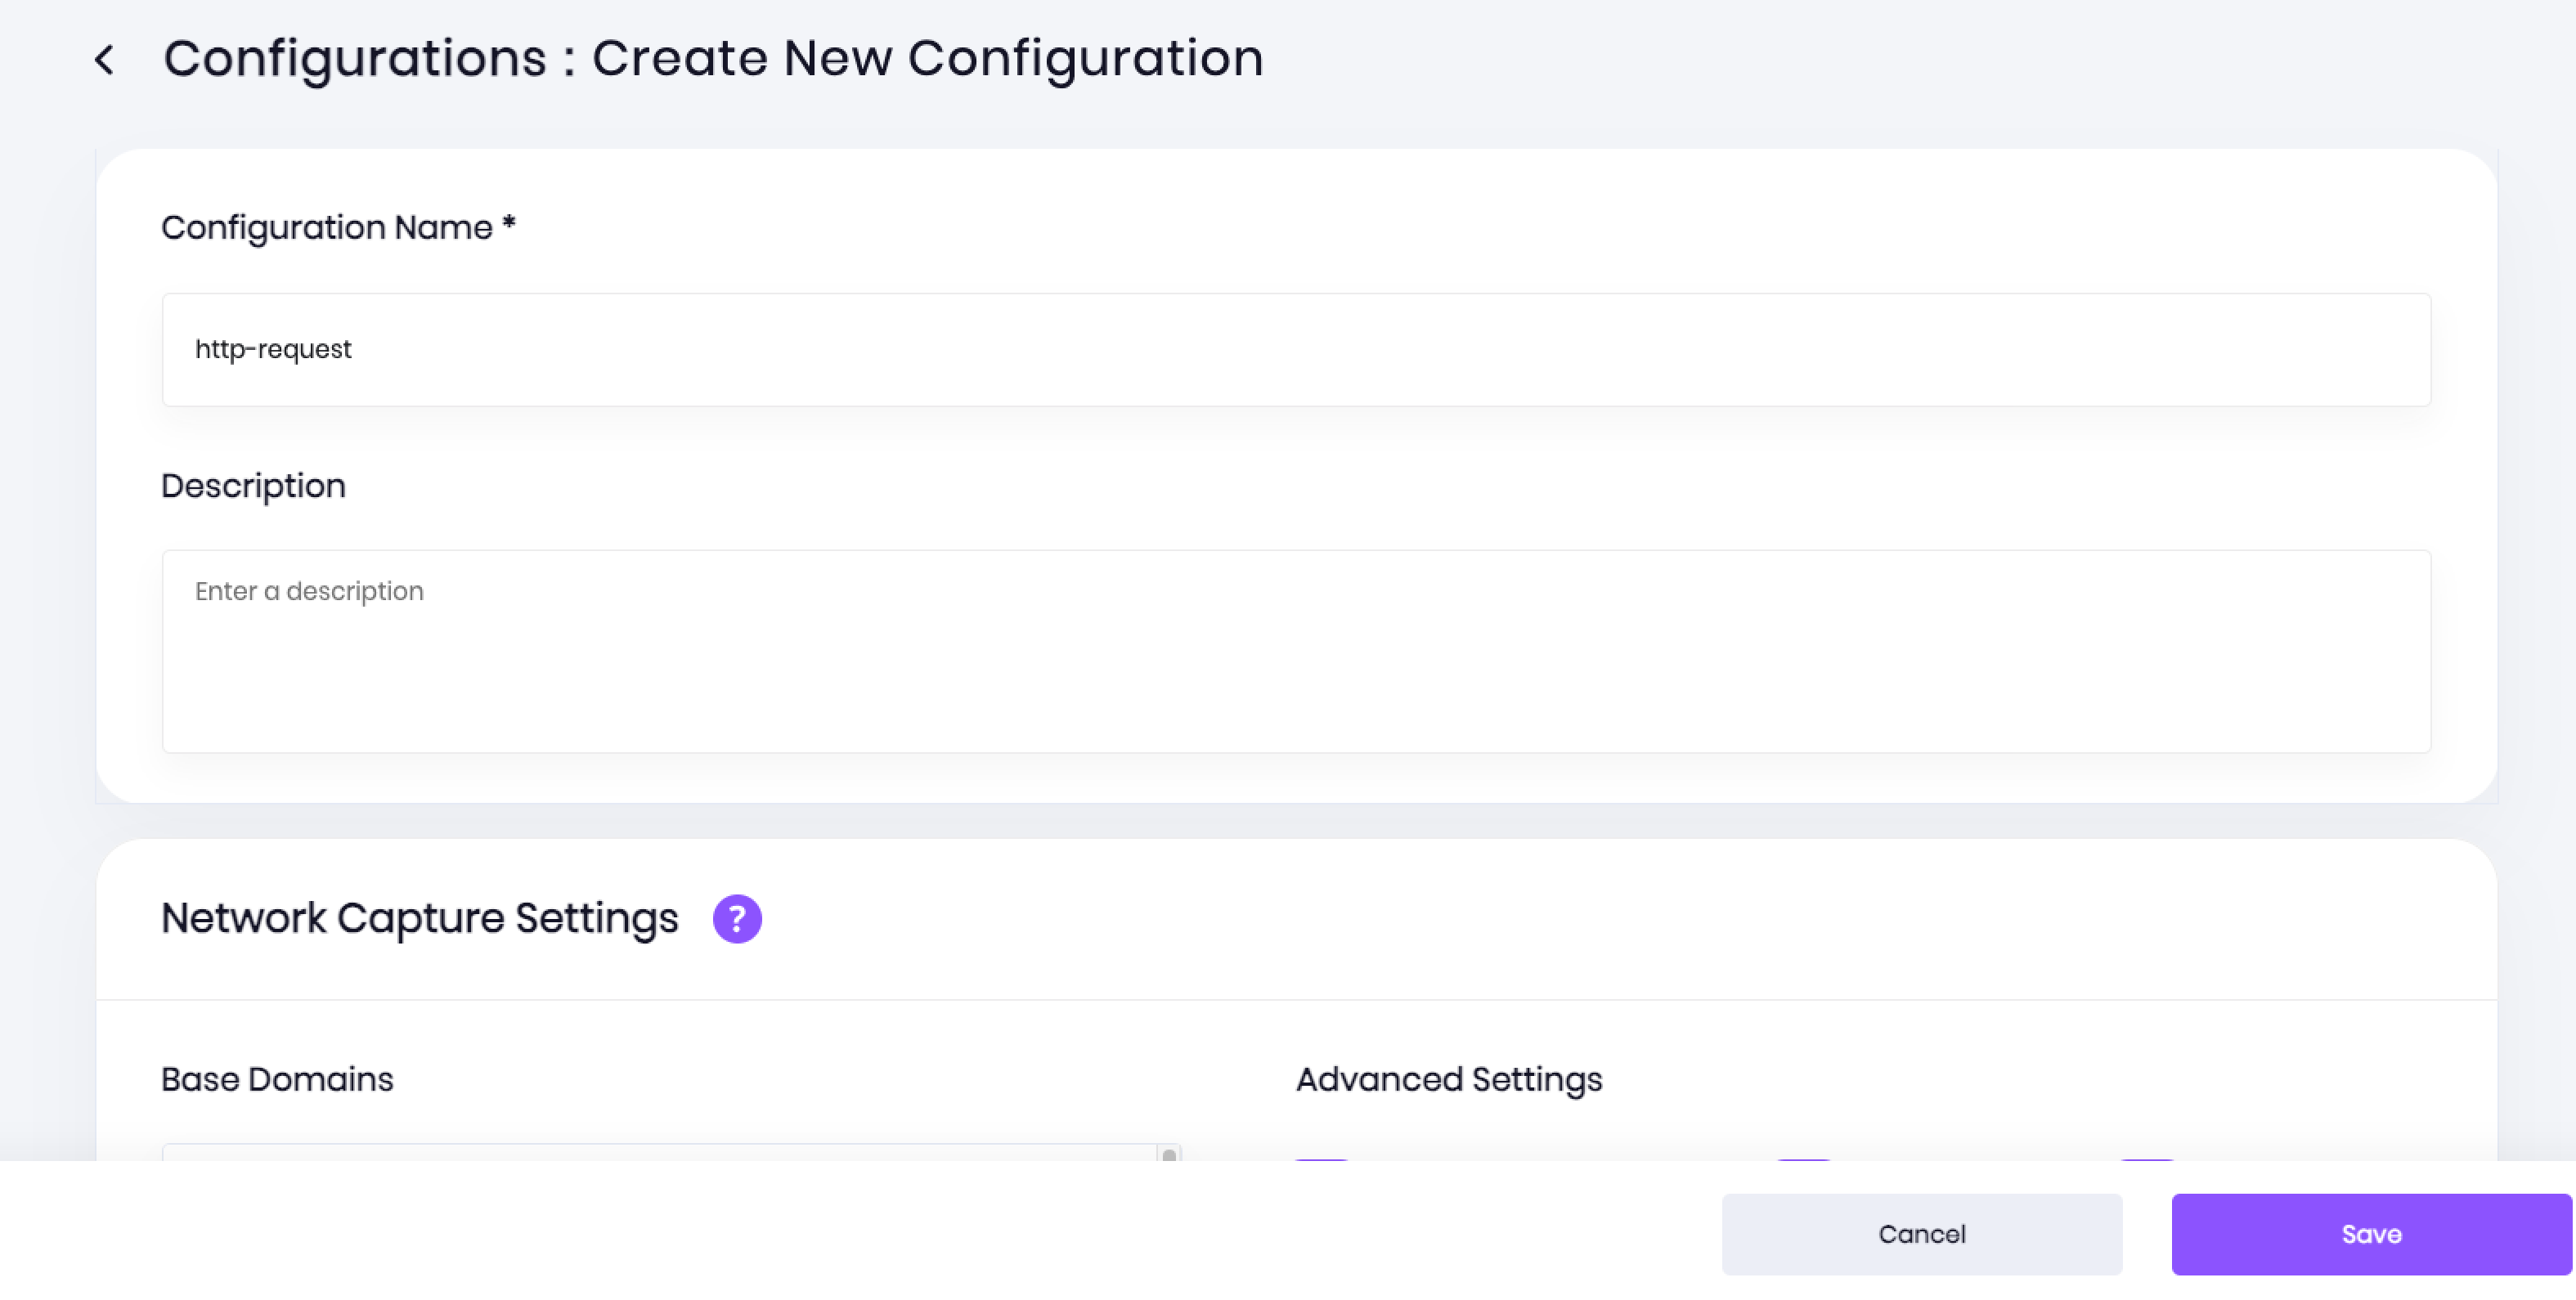 Configurations : Create New Configuration
Configuration Name *
http-request
Description
Enter a description
Network Capture Settings ?
Base Domains
Advanced Settings
Cancel
Save